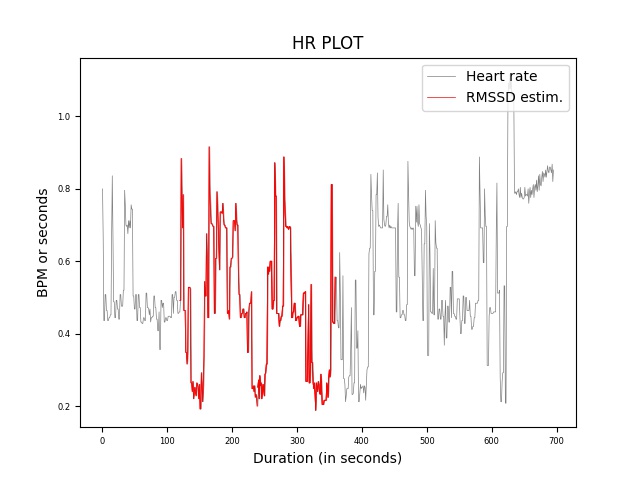 HR PLOT
Heart rate
RMSSD estim.
BPM or seconds
1.0
0.8
0.6
0.4
0.2
0 100 200 300 400 500 600 700
Duration (in seconds)